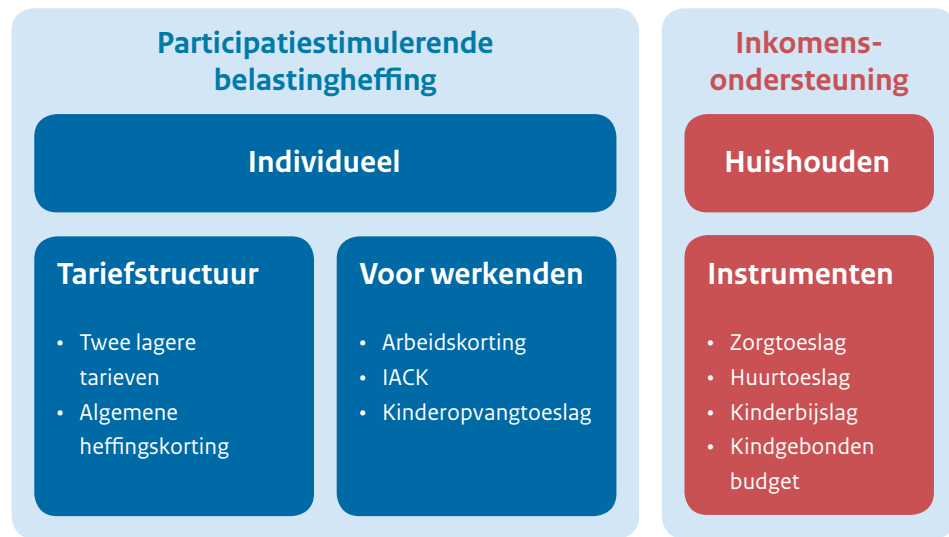 Participatiestimulerende
belastingheffing
Individueel
Tariefstructuur
• Twee lagere
tarieven
• Algemene
heffingskorting
Voor werkenden
• Arbeidskorting
• IACK
• Kinderopvangtoeslag
Inkomens-
ondersteuning
Huishouden
Instrumenten
• Zorgtoeslag
• Huurtoeslag
• Kinderbijslag
• Kindgebonden
budget